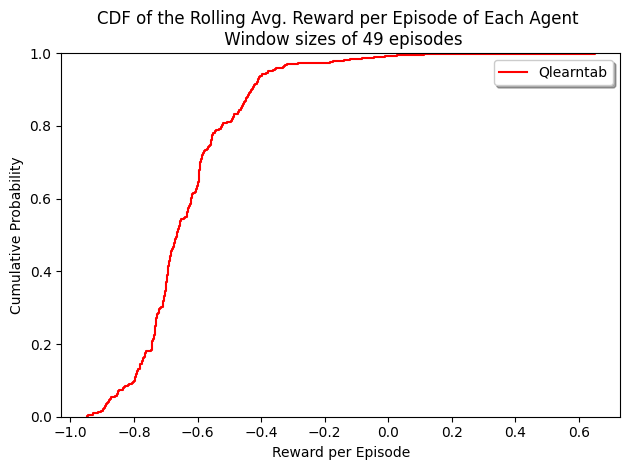 CDF of the Rolling Avg. Reward per Episode of Each Agent
Window sizes of 49 episodes
Qlearntab
Cumulative Probability
1.0
0.8
0.6
0.4
0.2
0.0
−1.0 −0.8 −0.6 −0.4 −0.2 0.0 0.2 0.4 0.6
Reward per Episode